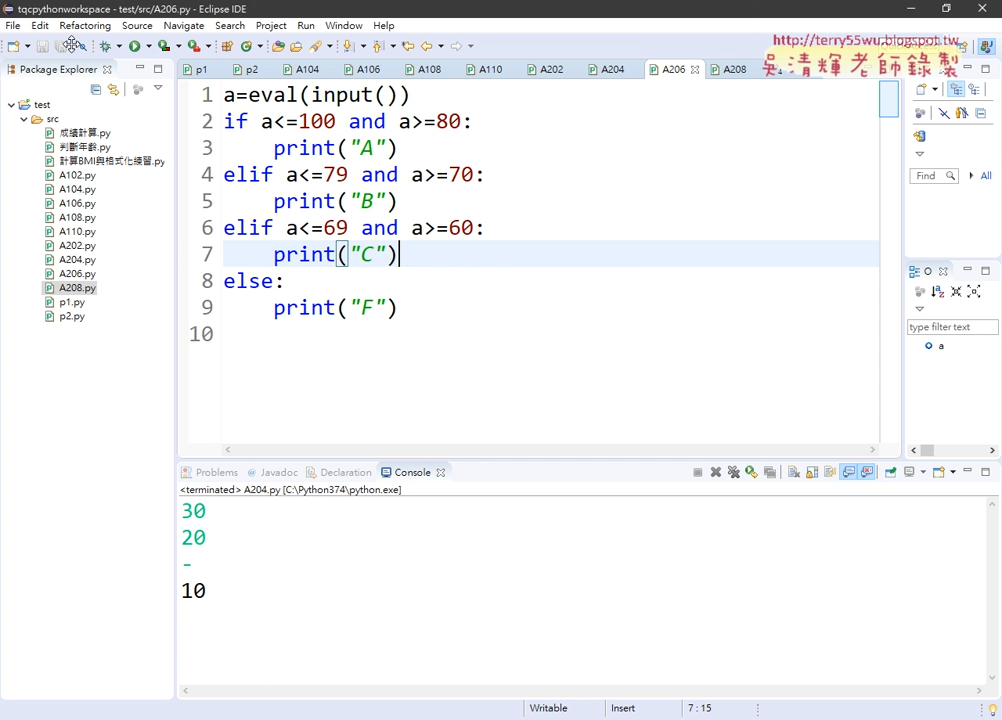 tqcpythonworkspace - test/src/A206.py - Eclipse IDE
File Edit Refactoring Source Navigate Search Project Run Window Help
http://terry55wu.blogspot.tw
吳清輝老師錄製
Package Explorer
p1 p2 A104 A106 A108 A110 A202 A204 A206 A208
test
src
成績計算.py
判斷年齡.py
計算BMI與格式化練習.py
A102.py
A104.py
A106.py
A108.py
A110.py
A202.py
A204.py
A206.py
A208.py
p1.py
p2.py
1 a=eval(input())
2 if a<=100 and a>=80:
3     print("A")
4 elif a<=79 and a>=70:
5     print("B")
6 elif a<=69 and a>=60:
7     print("C")
8 else:
9     print("F")
10
Find All
O
type filter text
a
Problems Javadoc Declaration Console
<terminated> A204.py [C:\Python374\python.exe]
30
20
-
10
Writable Insert 7 : 15